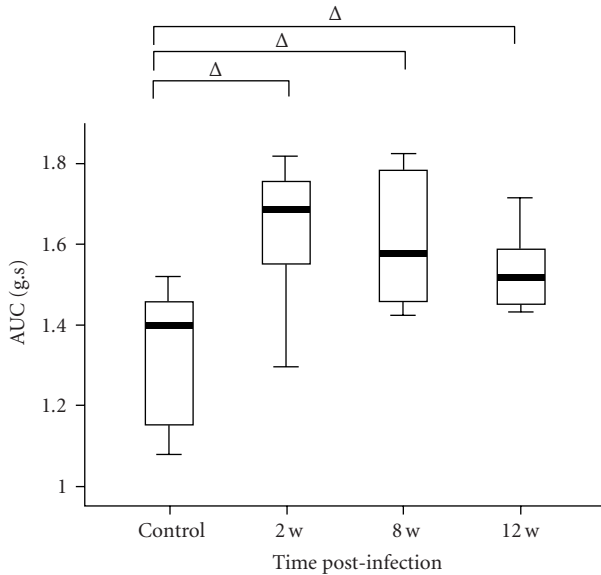 Δ
Δ
Δ
1.8
1.6
1.4
1.2
1
AUC (g.s)
Control 2 w 8 w 12 w
Time post-infection